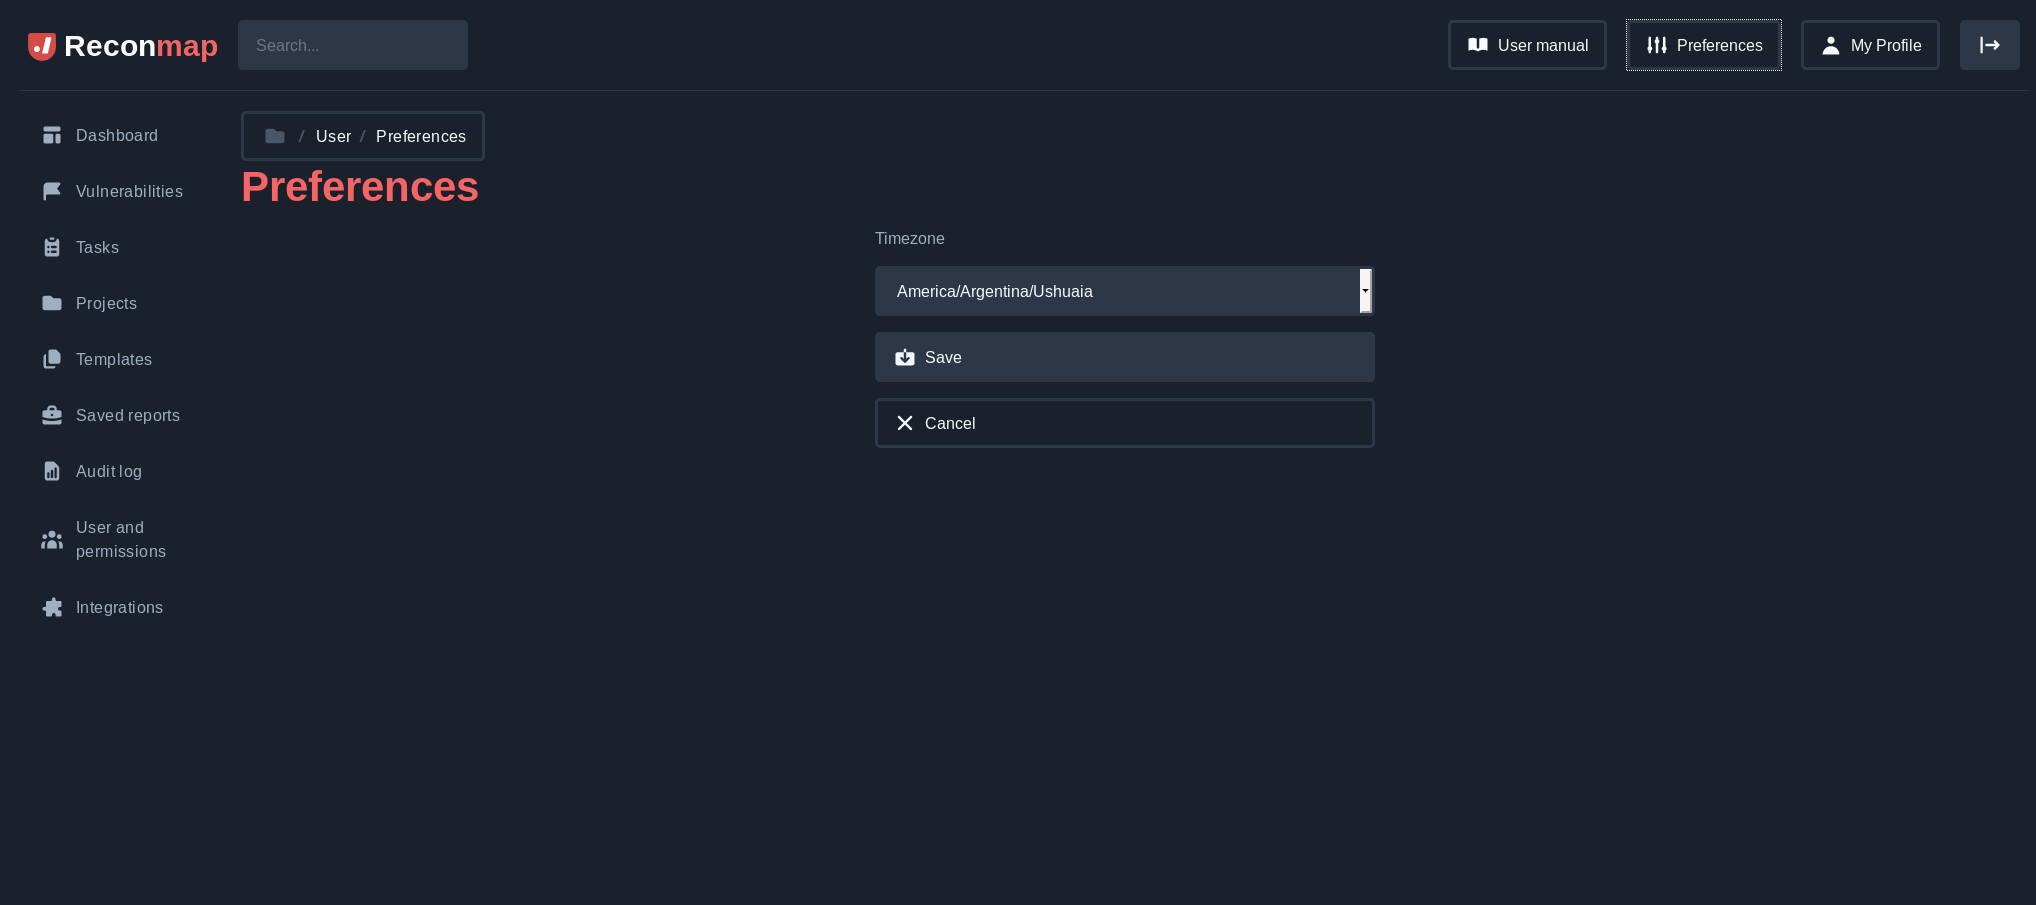 Reconmap
Search...
User manual
Preferences
My Profile
Dashboard
Vulnerabilities
Tasks
Projects
Templates
Saved reports
Audit log
User and
permissions
Integrations
/ User / Preferences
Preferences
Timezone
America/Argentina/Ushuaia
Save
Cancel